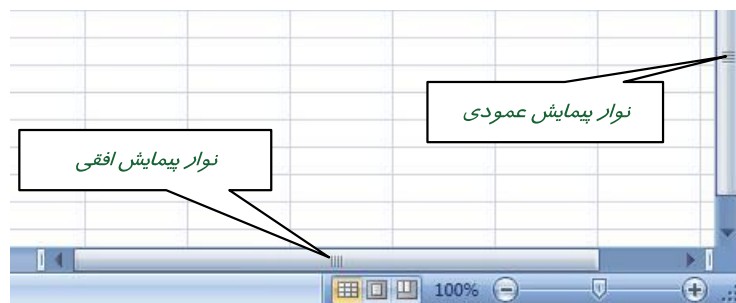 نوار پیمایش عمودی
نوار پیمایش افقی
100%